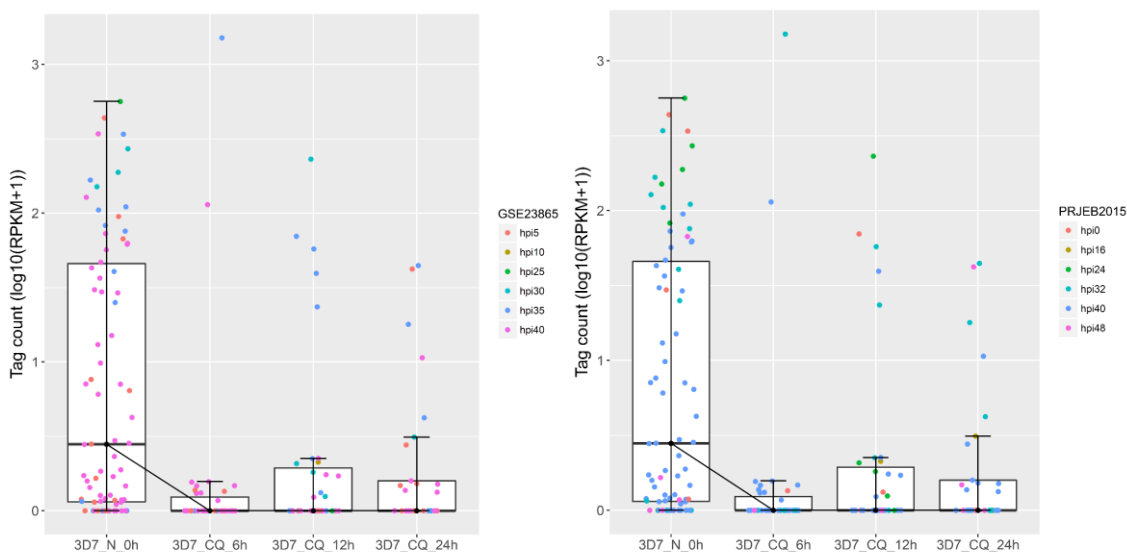 Tag count (log10(RPKM+1))
3
2
1
0
3D7_N_0h 3D7_CQ_6h 3D7_CQ_12h 3D7_CQ_24h
GSE23865
hpi5
hpi10
hpi25
hpi30
hpi35
hpi40
Tag count (log10(RPKM+1))
3
2
1
0
3D7_N_0h 3D7_CQ_6h 3D7_CQ_12h 3D7_CQ_24h
PRJEB2015
hpi0
hpi16
hpi24
hpi32
hpi40
hpi48